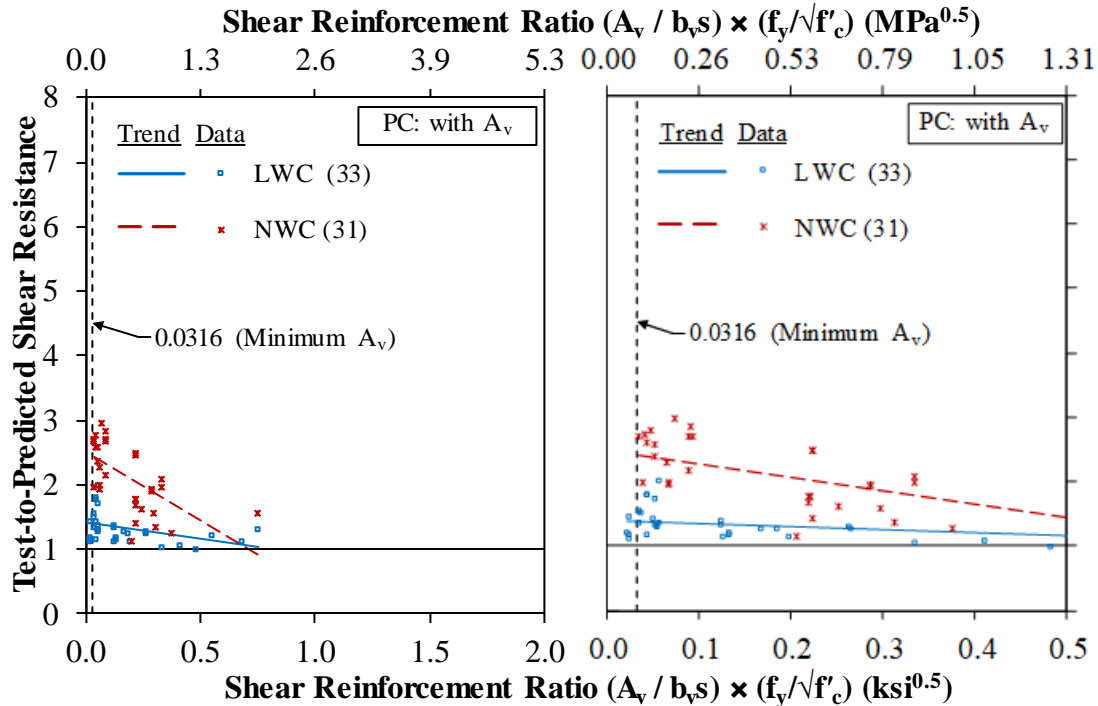 Shear Reinforcement Ratio (Aᵥ / bᵥs) × (fy/√f′c) (MPa⁰·⁵)
0.0 1.3 2.6 3.9 5.3
0.00 0.26 0.53 0.79 1.05 1.31
Test-to-Predicted Shear Resistance
8
7
6
5
4
3
2
1
0
PC: with Aᵥ
Trend Data
LWC (33)
NWC (31)
0.0316 (Minimum Aᵥ)
0.0 0.5 1.0 1.5 2.0
PC: with Aᵥ
Trend Data
LWC (33)
NWC (31)
0.0316 (Minimum Aᵥ)
0.0 0.1 0.2 0.3 0.4 0.5
Shear Reinforcement Ratio (Aᵥ / bᵥs) × (fy/√f′c) (ksi⁰·⁵)